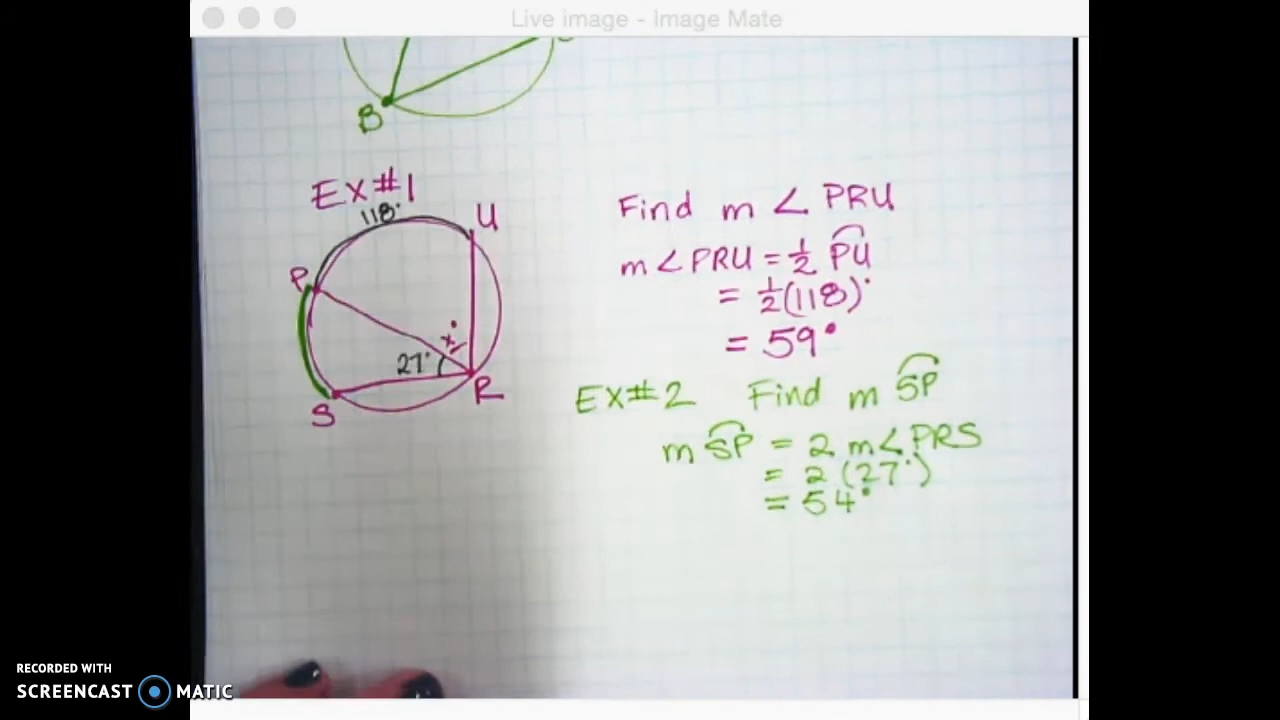 Live image - Image Mate
B
EX#1
118°
U
P
x°
27°
R
S
Find m ∠ PRU
m∠PRU = 1/2 PU
= 1/2(118)°
= 59°
EX#2 Find m SP
m SP = 2 m∠PRS
= 2 (27°)
= 54°
RECORDED WITH
SCREENCAST MATIC